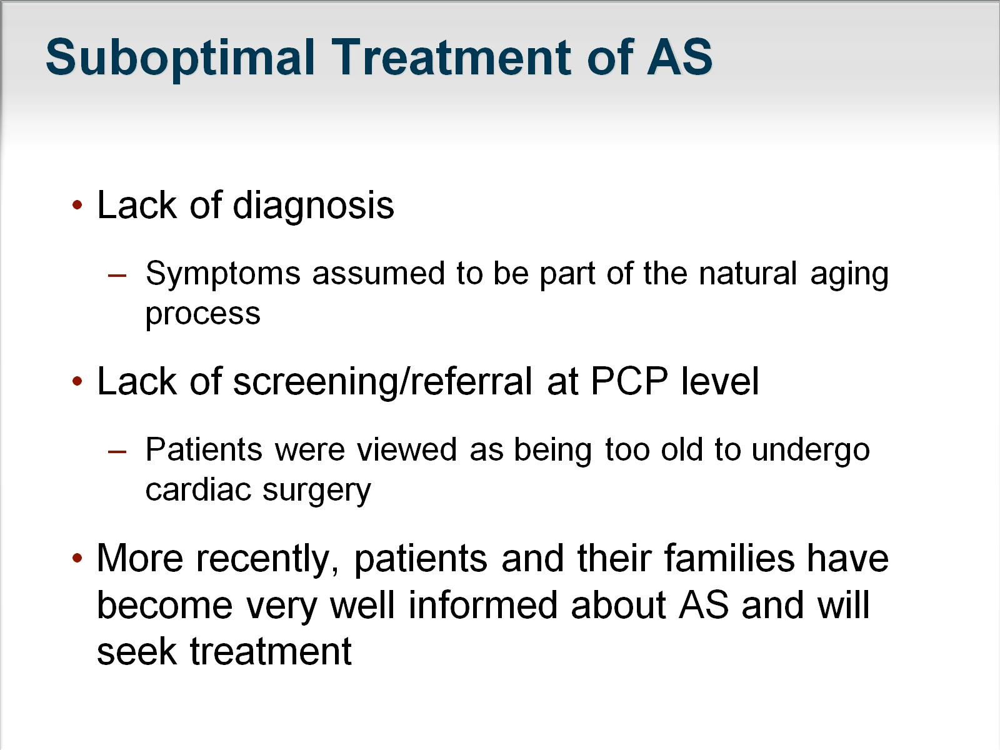 Suboptimal Treatment of AS
• Lack of diagnosis
– Symptoms assumed to be part of the natural aging
process
• Lack of screening/referral at PCP level
– Patients were viewed as being too old to undergo
cardiac surgery
• More recently, patients and their families have
become very well informed about AS and will
seek treatment